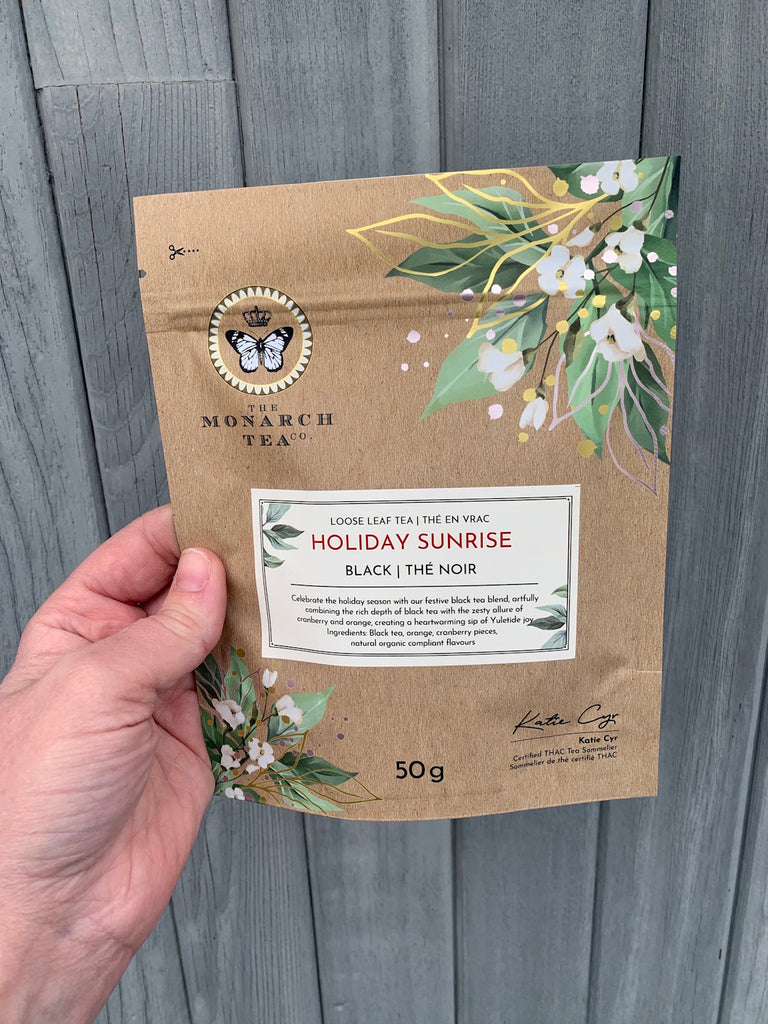 THE
MONARCH
TEA CO.
LOOSE LEAF TEA | THÉ EN VRAC
HOLIDAY SUNRISE
BLACK | THÉ NOIR
Celebrate the holiday season with our festive black tea blend, artfully
combining the rich depth of black tea with the zesty allure of
cranberry and orange, creating a heartwarming sip of Yuletide joy.
Ingredients: Black tea, orange, cranberry pieces,
natural organic compliant flavours
Katie Cyr
Katie Cyr
Certified THAC Tea Sommelier
Sommelier de thé certifié THAC
50g